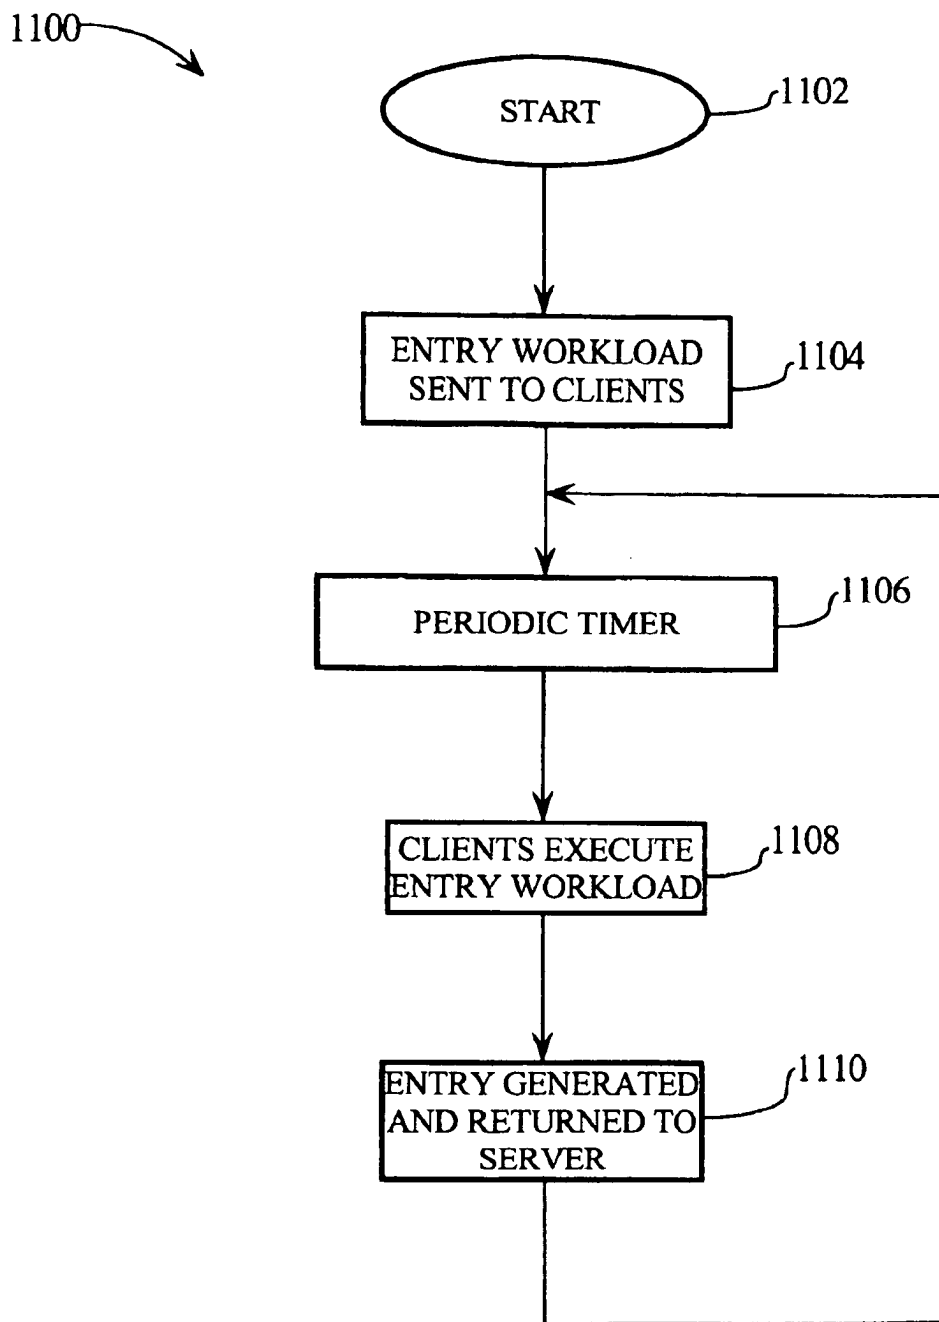 1100
START
1102
ENTRY WORKLOAD
SENT TO CLIENTS
1104
PERIODIC TIMER
1106
CLIENTS EXECUTE
ENTRY WORKLOAD
1108
ENTRY GENERATED
AND RETURNED TO
SERVER
1110